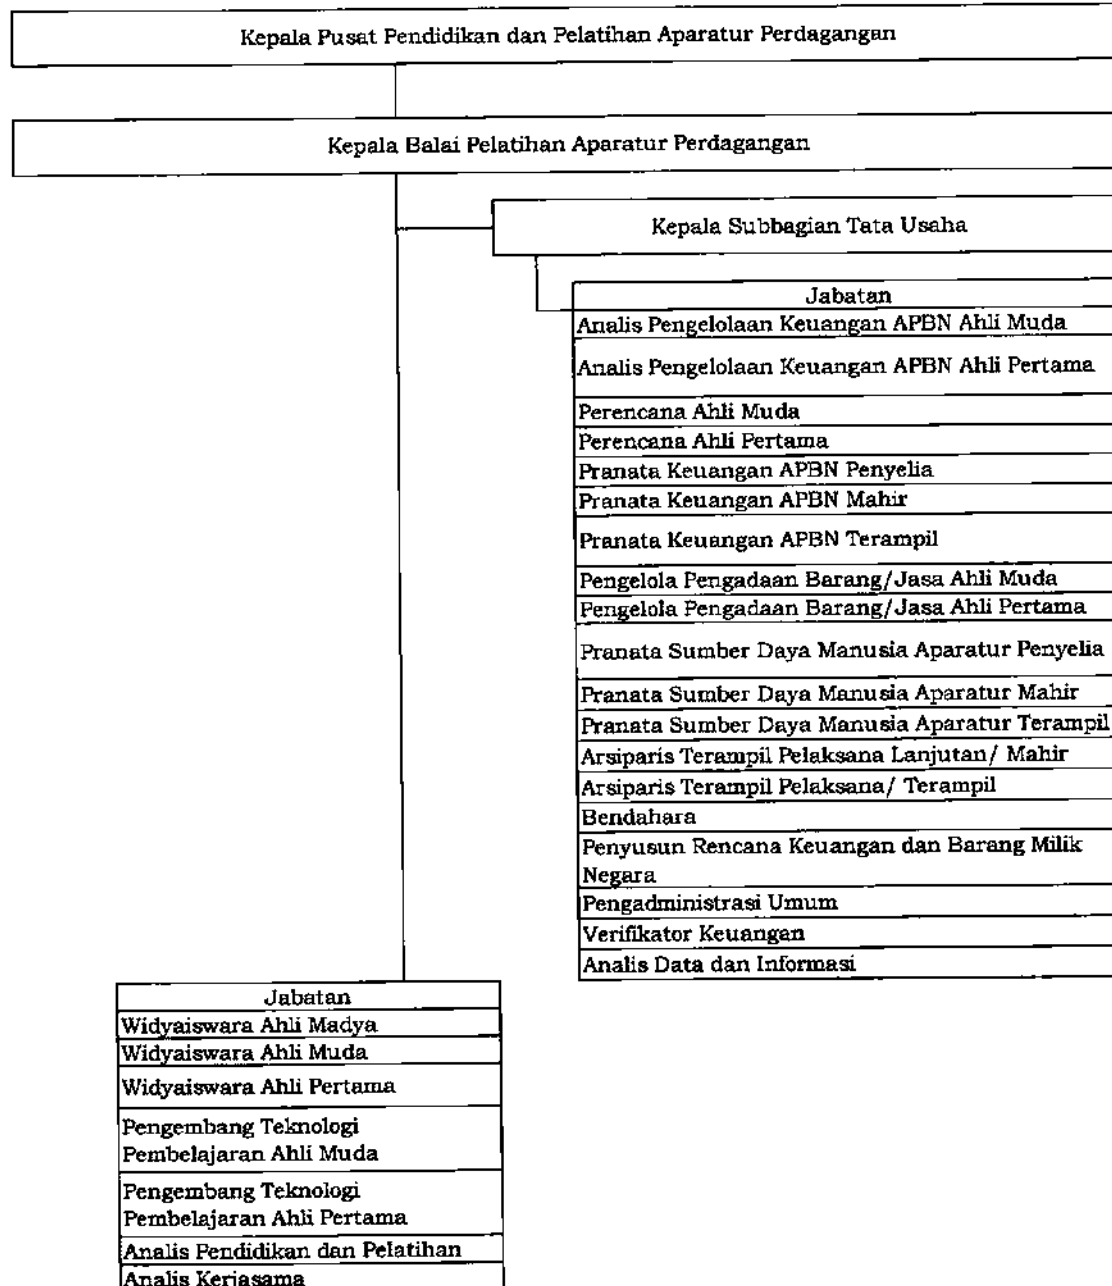 Kepala Pusat Pendidikan dan Pelatihan Aparatur Perdagangan
Kepala Balai Pelatihan Aparatur Perdagangan
Kepala Subbagian Tata Usaha
Jabatan
Analis Pengelolaan Keuangan APBN Ahli Muda
Analis Pengelolaan Keuangan APBN Ahli Pertama
Perencana Ahli Muda
Perencana Ahli Pertama
Pranata Keuangan APBN Penyelia
Pranata Keuangan APBN Mahir
Pranata Keuangan APBN Terampil
Pengelola Pengadaan Barang/Jasa Ahli Muda
Pengelola Pengadaan Barang/Jasa Ahli Pertama
Pranata Sumber Daya Manusia Aparatur Penyelia
Pranata Sumber Daya Manusia Aparatur Mahir
Pranata Sumber Daya Manusia Aparatur Terampil
Arsiparis Terampil Pelaksana Lanjutan/ Mahir
Arsiparis Terampil Pelaksana/ Terampil
Bendahara
Penyusun Rencana Keuangan dan Barang Milik
Negara
Pengadministrasi Umum
Verifikator Keuangan
Analis Data dan Informasi
Jabatan
Widyaiswara Ahli Madya
Widyaiswara Ahli Muda
Widyaiswara Ahli Pertama
Pengembang Teknologi
Pembelajaran Ahli Muda
Pengembang Teknologi
Pembelajaran Ahli Pertama
Analis Pendidikan dan Pelatihan
Analis Kerjasama